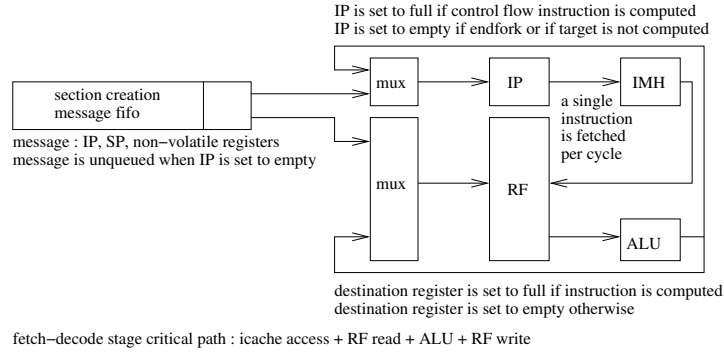 IP is set to full if control flow instruction is computed
IP is set to empty if endfork or if target is not computed
section creation
message fifo
mux
IP
IMH
message : IP, SP, non−volatile registers
message is unqueued when IP is set to empty
a single
instruction
is fetched
per cycle
mux
RF
ALU
destination register is set to full if instruction is computed
destination register is set to empty otherwise
fetch−decode stage critical path : icache access + RF read + ALU + RF write